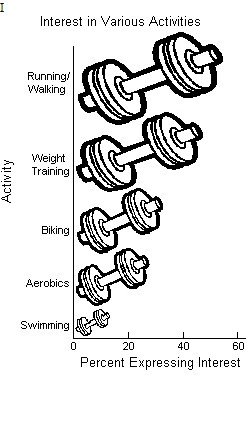 I
Interest in Various Activities
Running/
Walking
Weight
Training
Biking
Aerobics
Swimming
Activity
0 20 40 60
Percent Expressing Interest